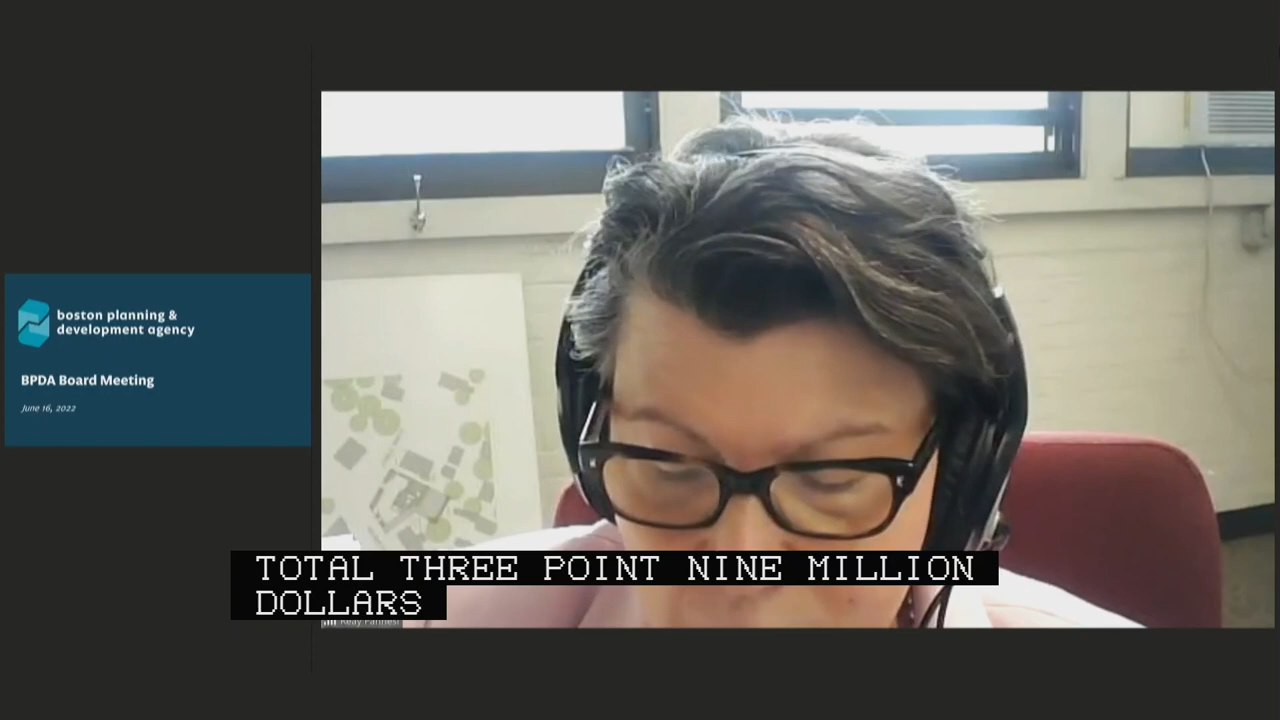 boston planning &
development agency
BPDA Board Meeting
June 16, 2022
TOTAL THREE POINT NINE MILLION
DOLLARS